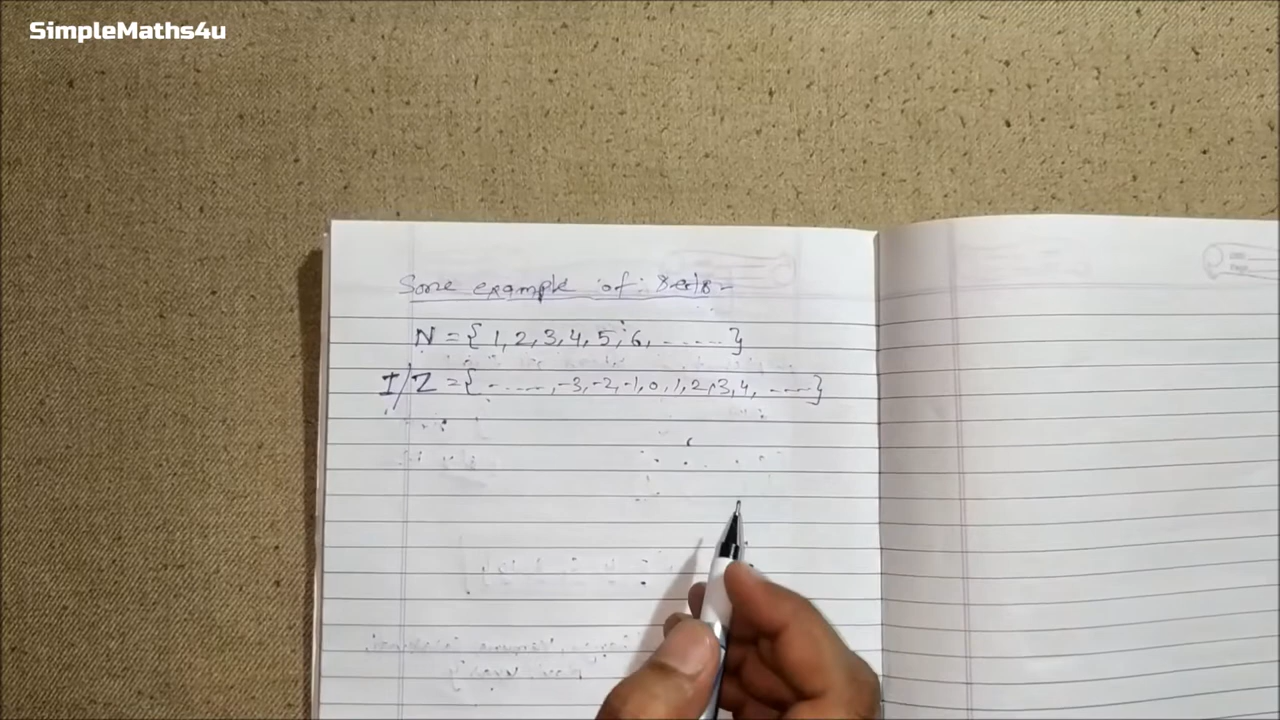 SimpleMaths4u
Some example of : Sets:-
N = { 1, 2, 3, 4, 5, 6, ...... }
I/Z = { ......, -3, -2, -1, 0, 1, 2, 3, 4, ...... }